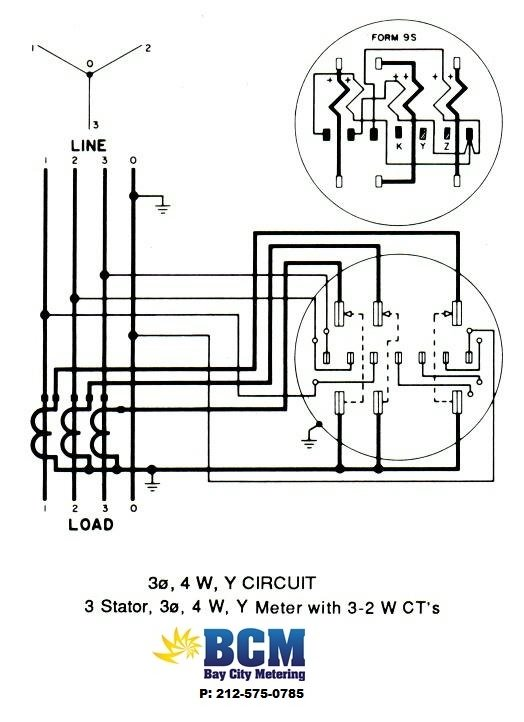 FORM 9S
1 0 2
3
+ + + + + +
K Y Z
LINE
1 2 3 0
1 2 3 0
LOAD
3ø, 4 W, Y CIRCUIT
3 Stator, 3ø, 4 W, Y Meter with 3-2 W CT's
BCM
Bay City Metering
P: 212-575-0785